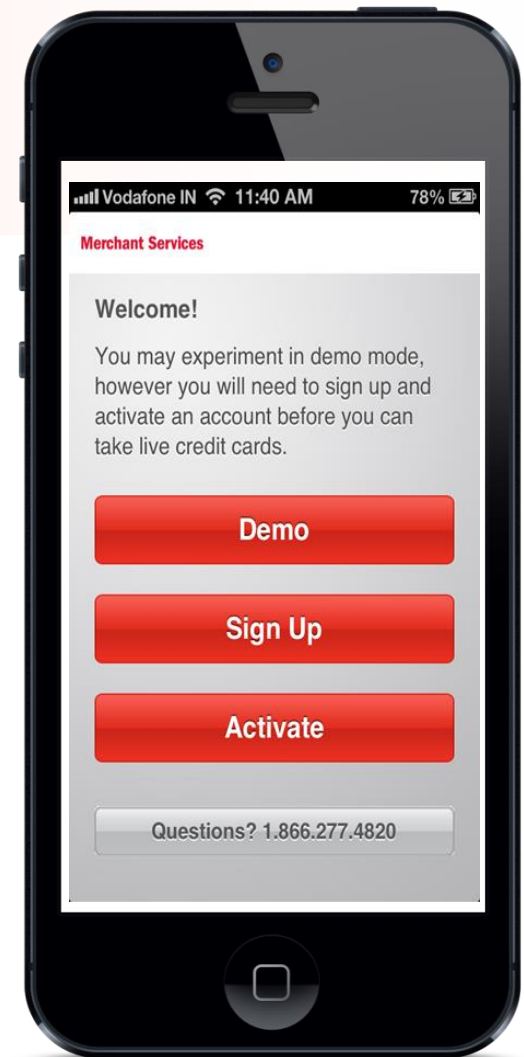 Vodafone IN 11:40 AM 78%
Merchant Services
Welcome!
You may experiment in demo mode,
however you will need to sign up and
activate an account before you can
take live credit cards.
Demo
Sign Up
Activate
Questions? 1.866.277.4820